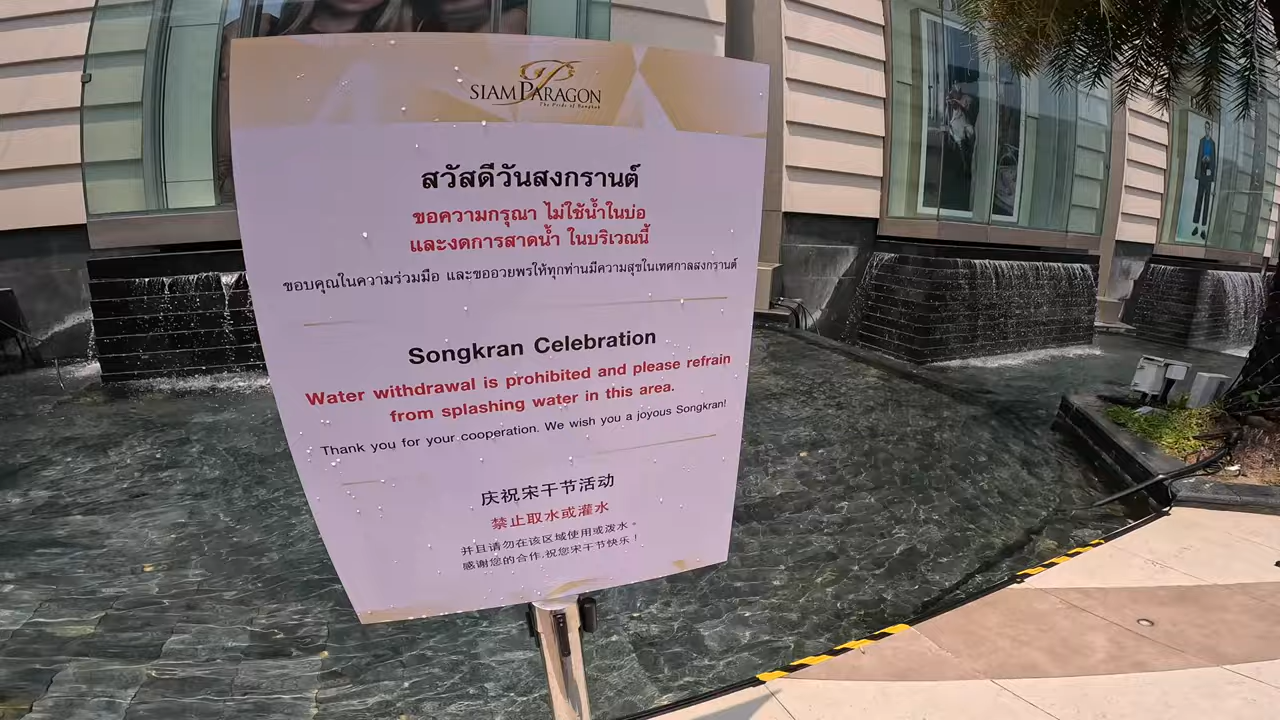 SIAM PARAGON
The Pride of Bangkok
สวัสดีวันสงกรานต์
ขอความกรุณา ไม่ใช้น้ำในบ่อ
และงดการสาดน้ำ ในบริเวณนี้
ขอบคุณในความร่วมมือ และขออวยพรให้ทุกท่านมีความสุขในเทศกาลสงกรานต์
Songkran Celebration
Water withdrawal is prohibited and please refrain
from splashing water in this area.
Thank you for your cooperation. We wish you a joyous Songkran!
庆祝宋干节活动
禁止取水或灌水
并且请勿在该区域使用或泼水。
感谢您的合作,祝您宋干节快乐！